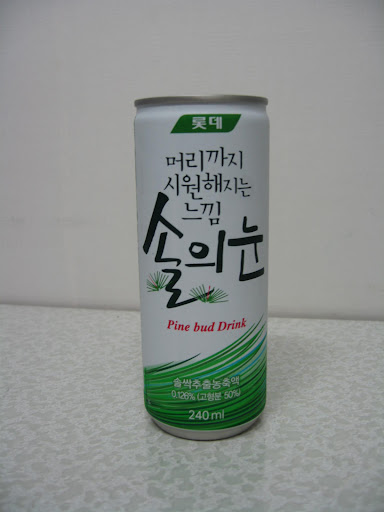 롯데
머리까지
시원해지는
느낌
솔의눈
Pine bud Drink
솔싹추출농축액
0.126% (고형분 50%)
240ml